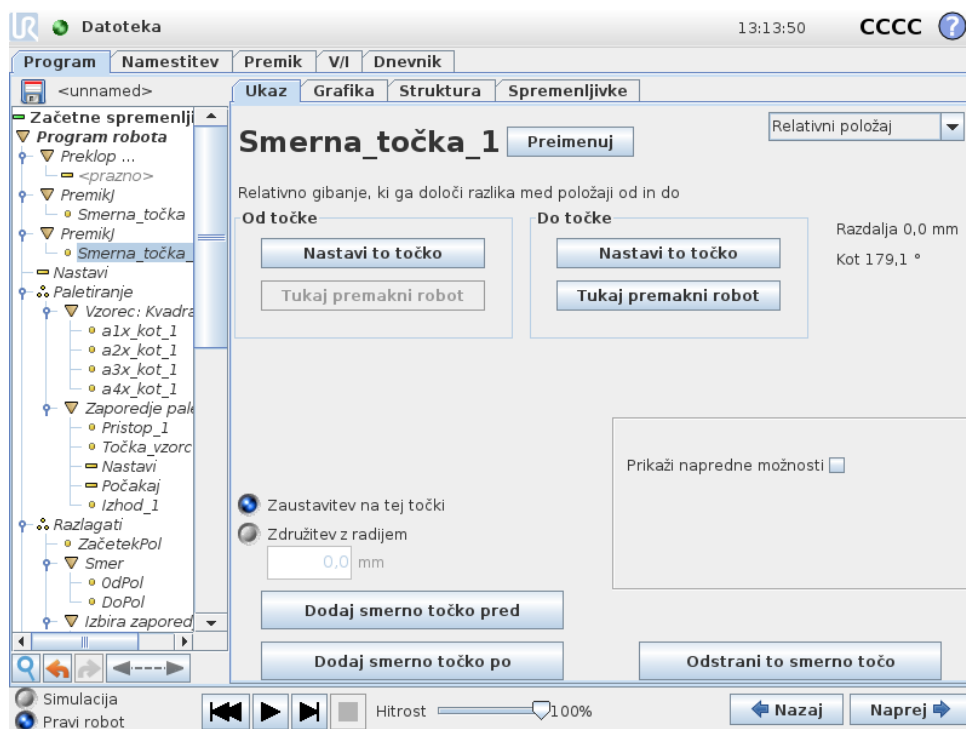 UR Datoteka 13:13:50 CCCC ?
Program Namestitev Premik V/I Dnevnik
<unnamed>
Ukaz Grafika Struktura Spremenljivke
Začetne spremenlji
Program robota
Preklop ...
<prazno>
PremikJ
Smerna_točka
PremikJ
Smerna_točka_
Nastavi
Paletiranje
Vzorec: Kvadra
a1x_kot_1
a2x_kot_1
a3x_kot_1
a4x_kot_1
Zaporedje pale
Pristop_1
Točka_vzorc
Nastavi
Počakaj
Izhod_1
Razlagati
ZačetekPol
Smer
OdPol
DoPol
Izbira zapored
Smerna_točka_1 Preimenuj Relativni položaj
Relativno gibanje, ki ga določi razlika med položaji od in do
Od točke
Nastavi to točko
Tukaj premakni robot
Do točke
Nastavi to točko
Tukaj premakni robot
Razdalja 0,0 mm
Kot 179,1 °
Prikaži napredne možnosti
Zaustavitev na tej točki
Združitev z radijem
0,0 mm
Dodaj smerno točko pred
Dodaj smerno točko po
Odstrani to smerno točo
Simulacija
Pravi robot
Hitrost 100%
Nazaj Naprej